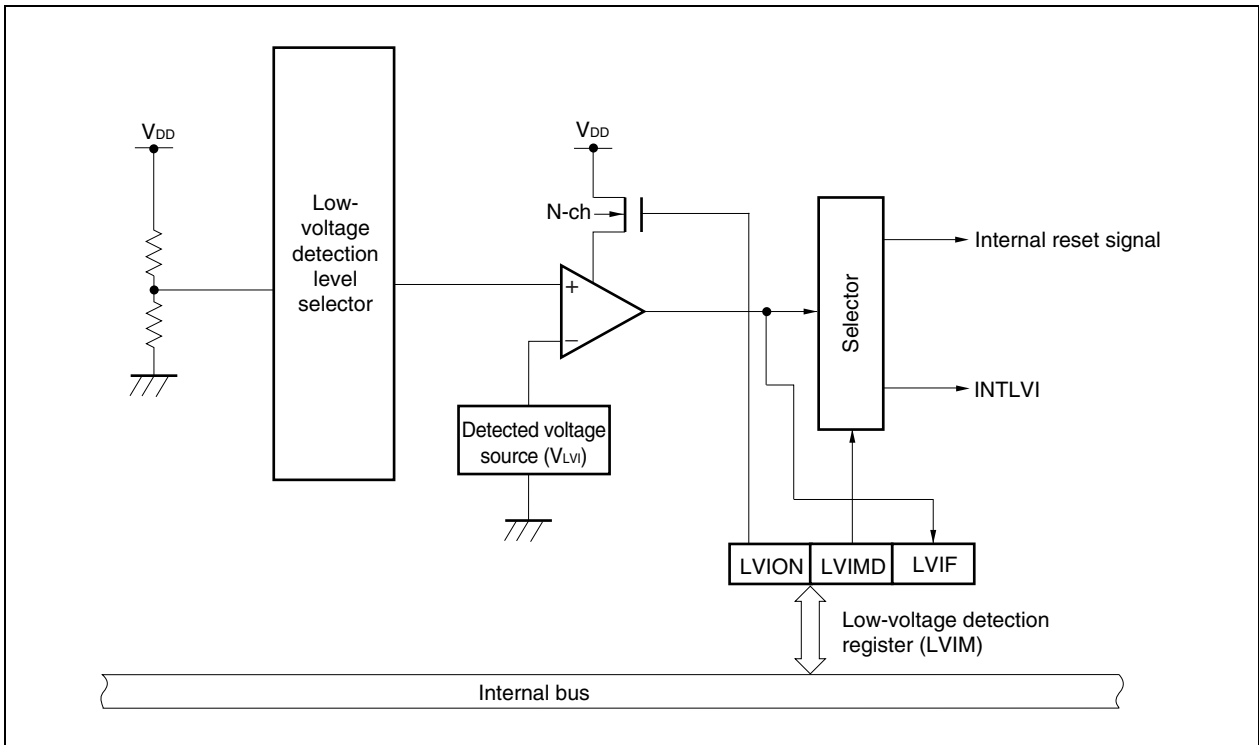 VDD
Low-
voltage
detection
level
selector
VDD
N-ch
+
−
Detected voltage
source (VLVI)
Selector
Internal reset signal
INTLVI
LVION
LVIMD
LVIF
Low-voltage detection
register (LVIM)
Internal bus